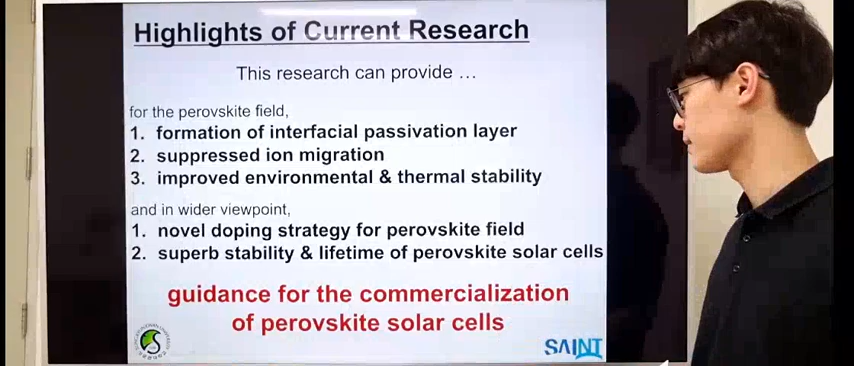 Highlights of Current Research
This research can provide …
for the perovskite field,
1. formation of interfacial passivation layer
2. suppressed ion migration
3. improved environmental & thermal stability
and in wider viewpoint,
1. novel doping strategy for perovskite field
2. superb stability & lifetime of perovskite solar cells
guidance for the commercialization
of perovskite solar cells
SAINT